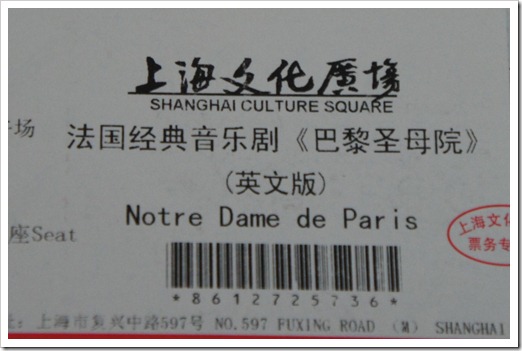 上海文化廣場
SHANGHAI CULTURE SQUARE
场
法国经典音乐剧《巴黎圣母院》
(英文版)
Notre Dame de Paris
座Seat
上海文化
票务专
*8612725736*
上海市复兴中路597号 NO.597 FUXING ROAD (M) SHANGHAI